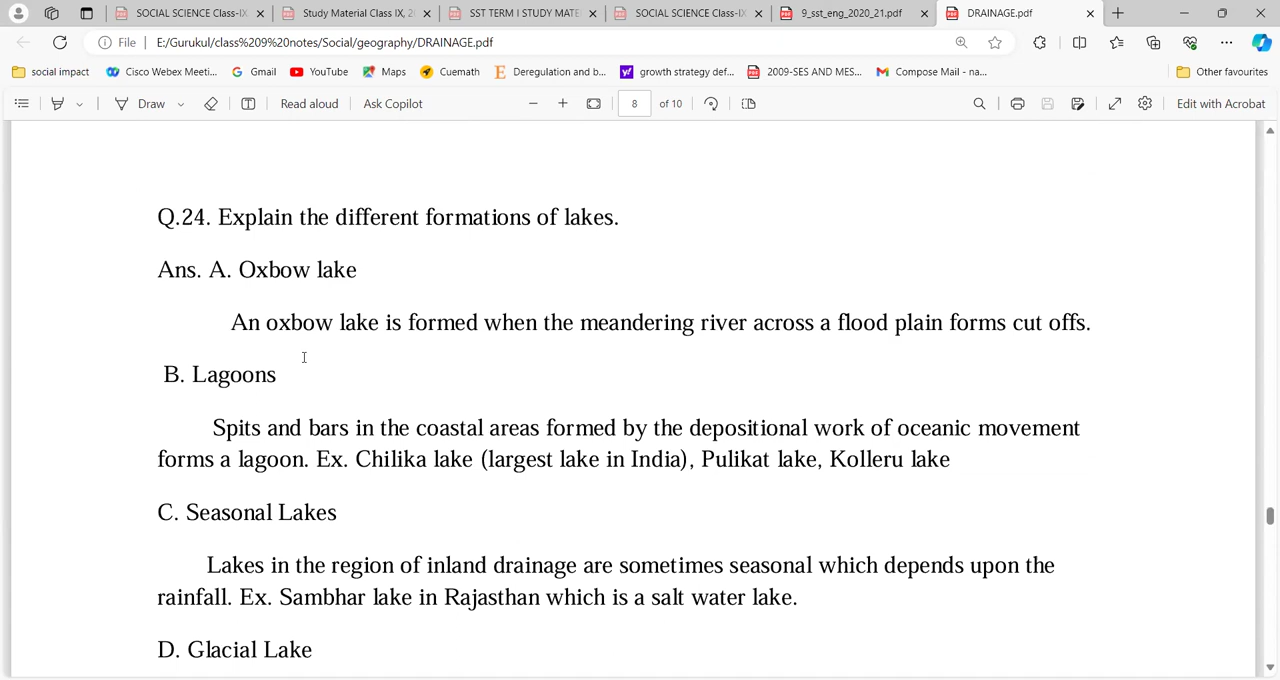 SOCIAL SCIENCE Class-IX
Study Material Class IX, 2
SST TERM I STUDY MATE
SOCIAL SCIENCE Class-IX
9_sst_eng_2020_21.pdf
DRAINAGE.pdf
File E:/Gurukul/class%209%20notes/Social/geography/DRAINAGE.pdf
social impact Cisco Webex Meeti... Gmail YouTube Maps Cuemath Deregulation and b... growth strategy def... 2009-SES AND MES... Compose Mail - na... Other favourites
Draw Read aloud Ask Copilot 8 of 10 Edit with Acrobat
Q.24. Explain the different formations of lakes.
Ans. A. Oxbow lake
An oxbow lake is formed when the meandering river across a flood plain forms cut offs.
B. Lagoons
Spits and bars in the coastal areas formed by the depositional work of oceanic movement
forms a lagoon. Ex. Chilika lake (largest lake in India), Pulikat lake, Kolleru lake
C. Seasonal Lakes
Lakes in the region of inland drainage are sometimes seasonal which depends upon the
rainfall. Ex. Sambhar lake in Rajasthan which is a salt water lake.
D. Glacial Lake